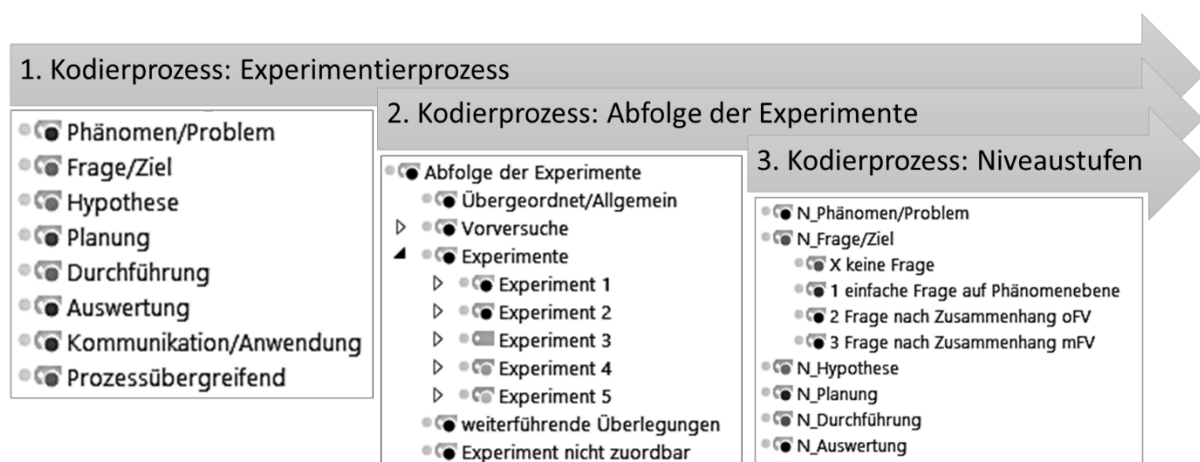 1. Kodierprozess: Experimentierprozess
Phänomen/Problem
Frage/Ziel
Hypothese
Planung
Durchführung
Auswertung
Kommunikation/Anwendung
Prozessübergreifend
2. Kodierprozess: Abfolge der Experimente
Abfolge der Experimente
Übergeordnet/Allgemein
Vorversuche
Experimente
Experiment 1
Experiment 2
Experiment 3
Experiment 4
Experiment 5
weiterführende Überlegungen
Experiment nicht zuordbar
3. Kodierprozess: Niveaustufen
N_Phänomen/Problem
N_Frage/Ziel
X keine Frage
1 einfache Frage auf Phänomenebene
2 Frage nach Zusammenhang oFV
3 Frage nach Zusammenhang mFV
N_Hypothese
N_Planung
N_Durchführung
N_Auswertung